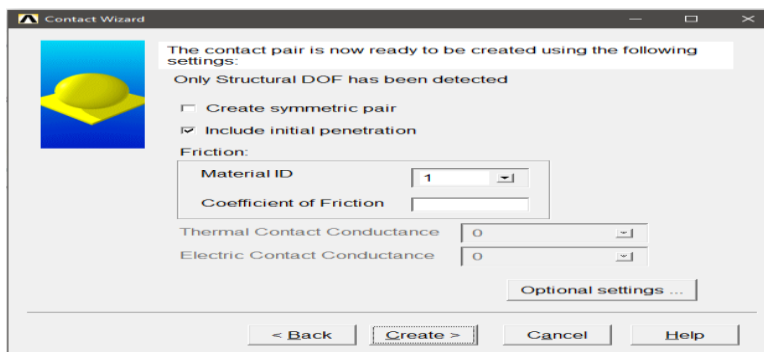 Contact Wizard
The contact pair is now ready to be created using the following
settings:
Only Structural DOF has been detected
Create symmetric pair
Include initial penetration
Friction:
Material ID 1
Coefficient of Friction
Thermal Contact Conductance 0
Electric Contact Conductance 0
Optional settings ...
< Back Create > Cancel Help